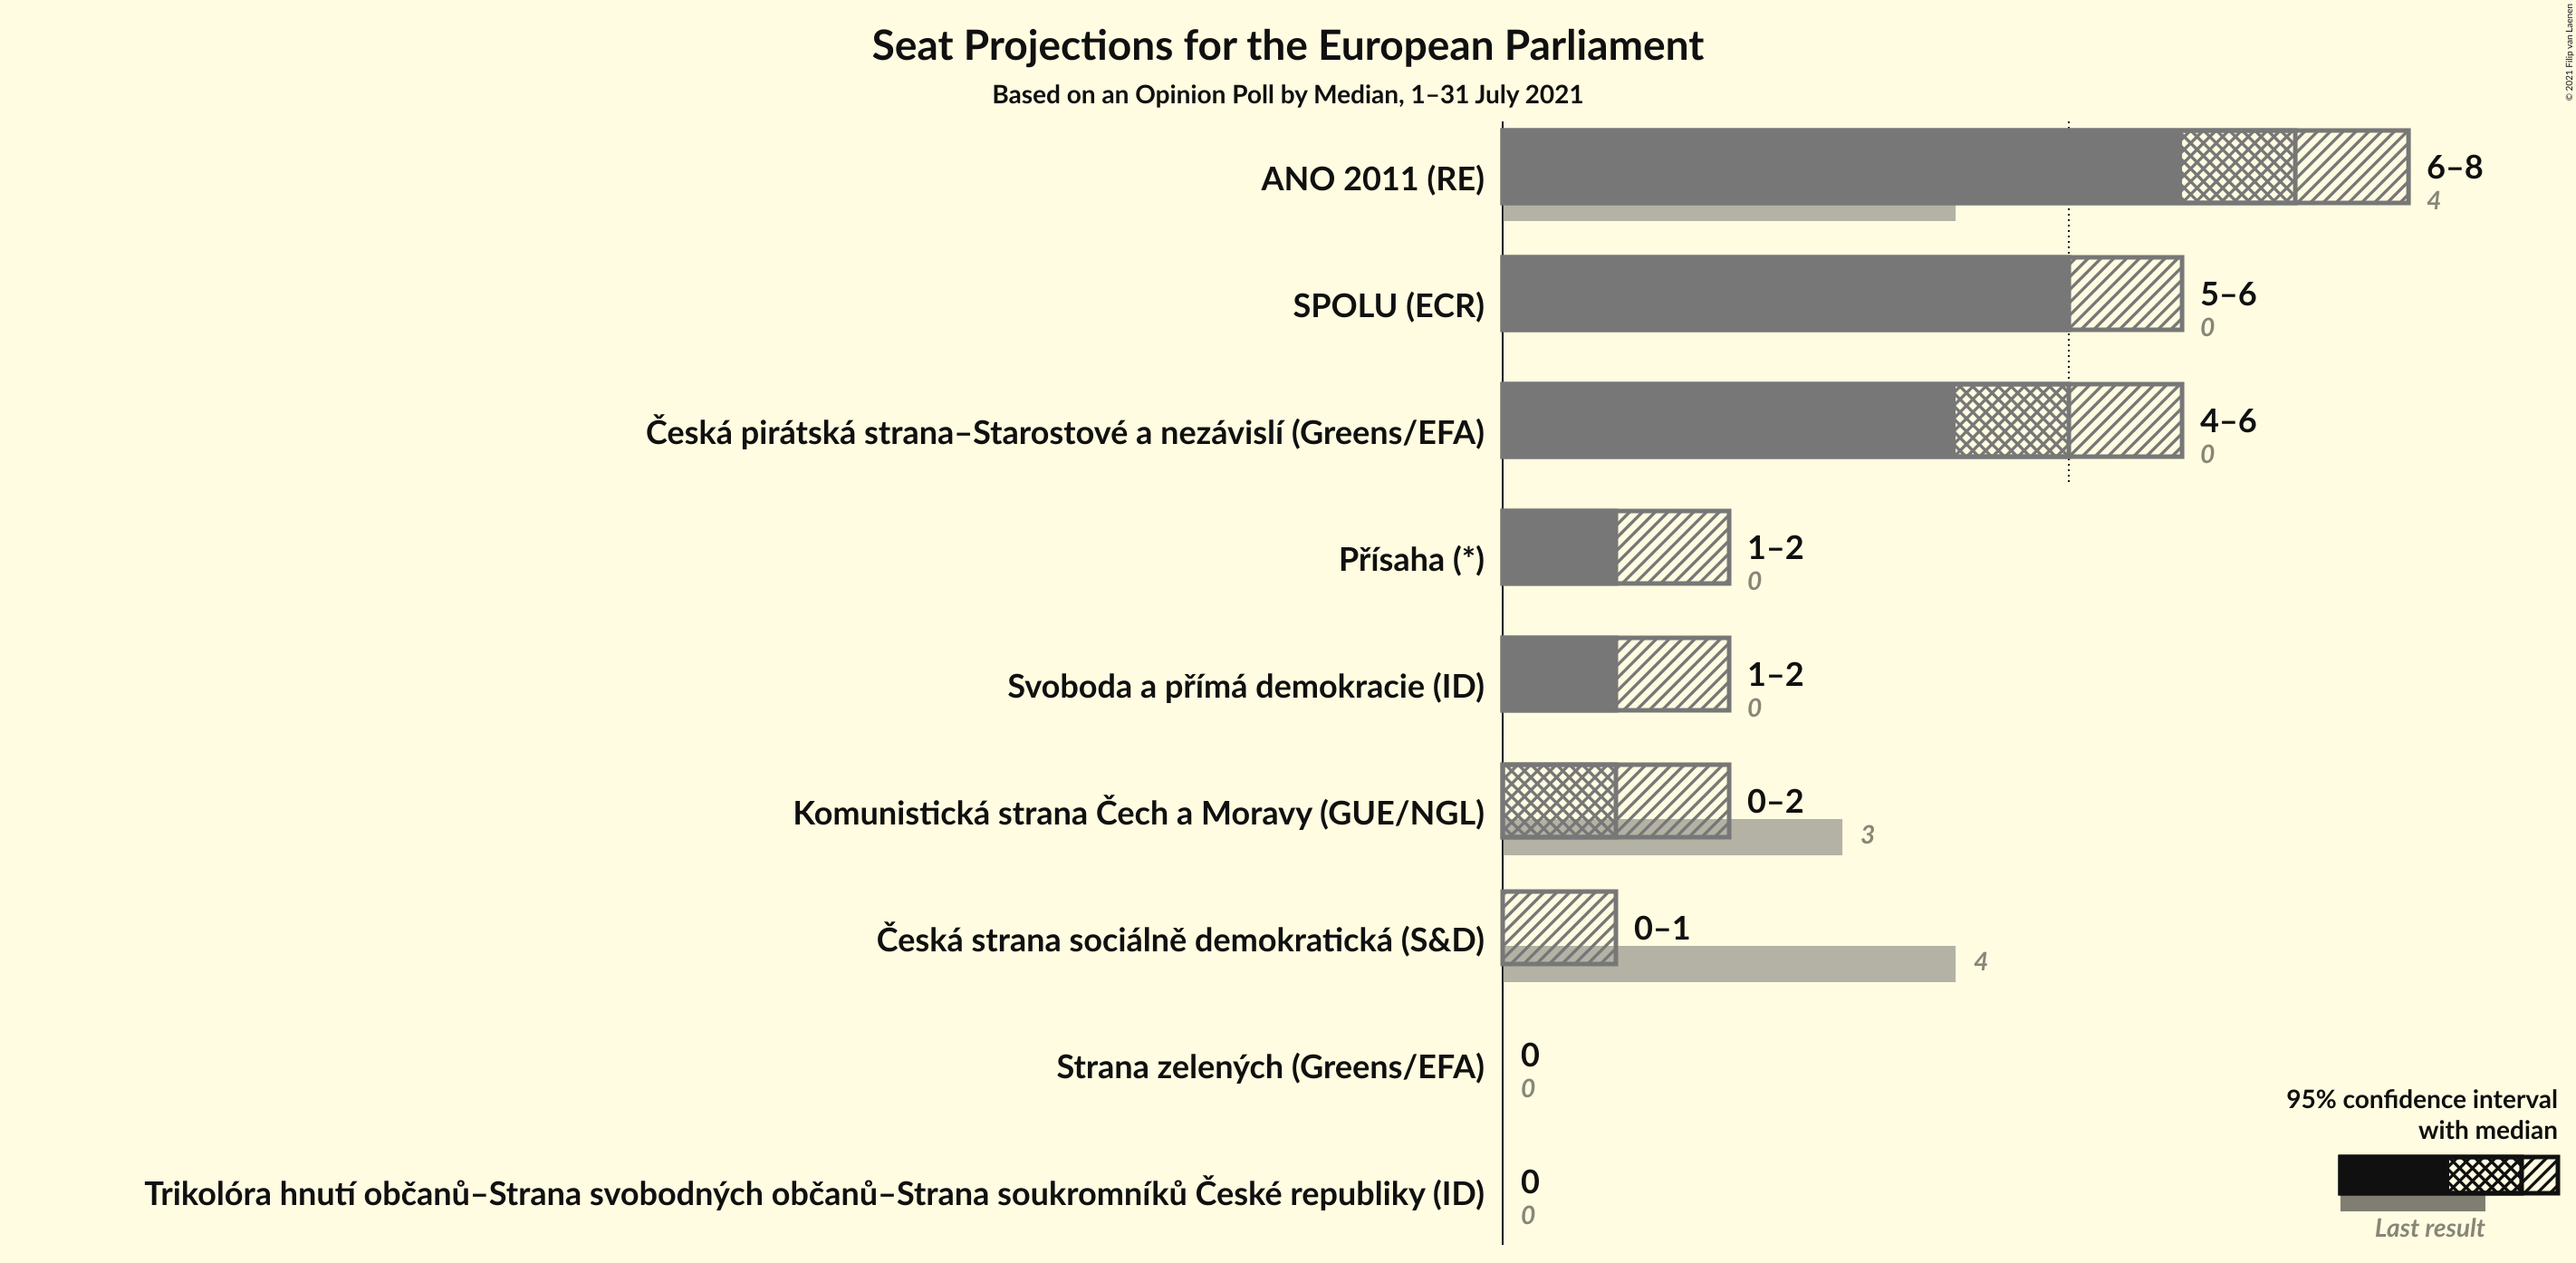 Seat Projections for the European Parliament
Based on an Opinion Poll by Median, 1–31 July 2021
© 2021 Filip van Laenen
ANO 2011 (RE)
6–8
4
SPOLU (ECR)
5–6
0
Česká pirátská strana–Starostové a nezávislí (Greens/EFA)
4–6
0
Přísaha (*)
1–2
0
Svoboda a přímá demokracie (ID)
1–2
0
Komunistická strana Čech a Moravy (GUE/NGL)
0–2
3
Česká strana sociálně demokratická (S&D)
0–1
4
Strana zelených (Greens/EFA)
0
0
Trikolóra hnutí občanů–Strana svobodných občanů–Strana soukromníků České republiky (ID)
0
0
95% confidence interval
with median
Last result